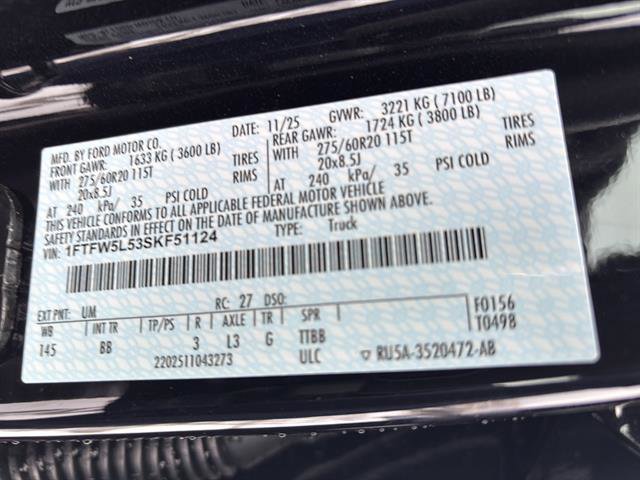 MFD. BY FORD MOTOR CO.
DATE: 11/25 GVWR: 3221 KG ( 7100 LB)
FRONT GAWR: 1633 KG ( 3600 LB) REAR GAWR: 1724 KG ( 3800 LB)
WITH 275/60R20 115T TIRES WITH 275/60R20 115T TIRES
20x8.5J RIMS 20x8.5J RIMS
AT 240 kPa/ 35 PSI COLD AT 240 kPa/ 35 PSI COLD
THIS VEHICLE CONFORMS TO ALL APPLICABLE FEDERAL MOTOR VEHICLE
SAFETY STANDARDS IN EFFECT ON THE DATE OF MANUFACTURE SHOWN ABOVE.
VIN: 1FTFW5L53SKF51124 TYPE: Truck
EXT PNT: UM RC: 27 DSO: F0156
WB INT TR TP/PS R AXLE TR SPR T0498
145 BB 3 L3 G TTBB
2202511043273 ULC ▽ RU5A-3520472-AB